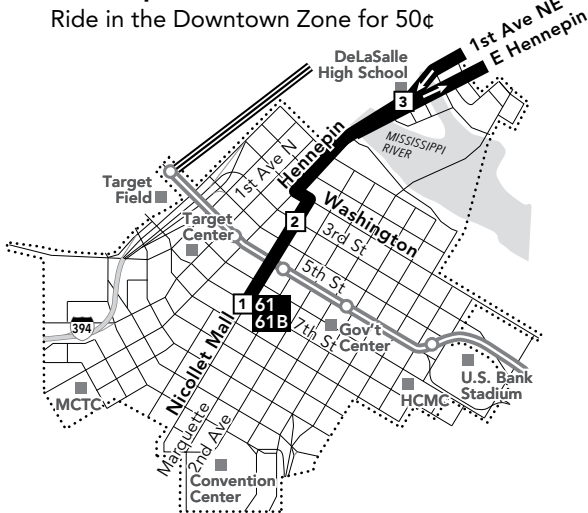 Ride in the Downtown Zone for 50¢
1st Ave NE
E Hennepin
DeLaSalle
High School
3
MISSISSIPPI
RIVER
Hennepin
1st Ave N
Target
Field
Washington
Target
Center
2
3rd St
5th St
1
61
61B
7th St
394
Gov't
Center
Nicollet Mall
U.S. Bank
Stadium
MCTC
HCMC
Marquette
2nd Ave
Convention
Center